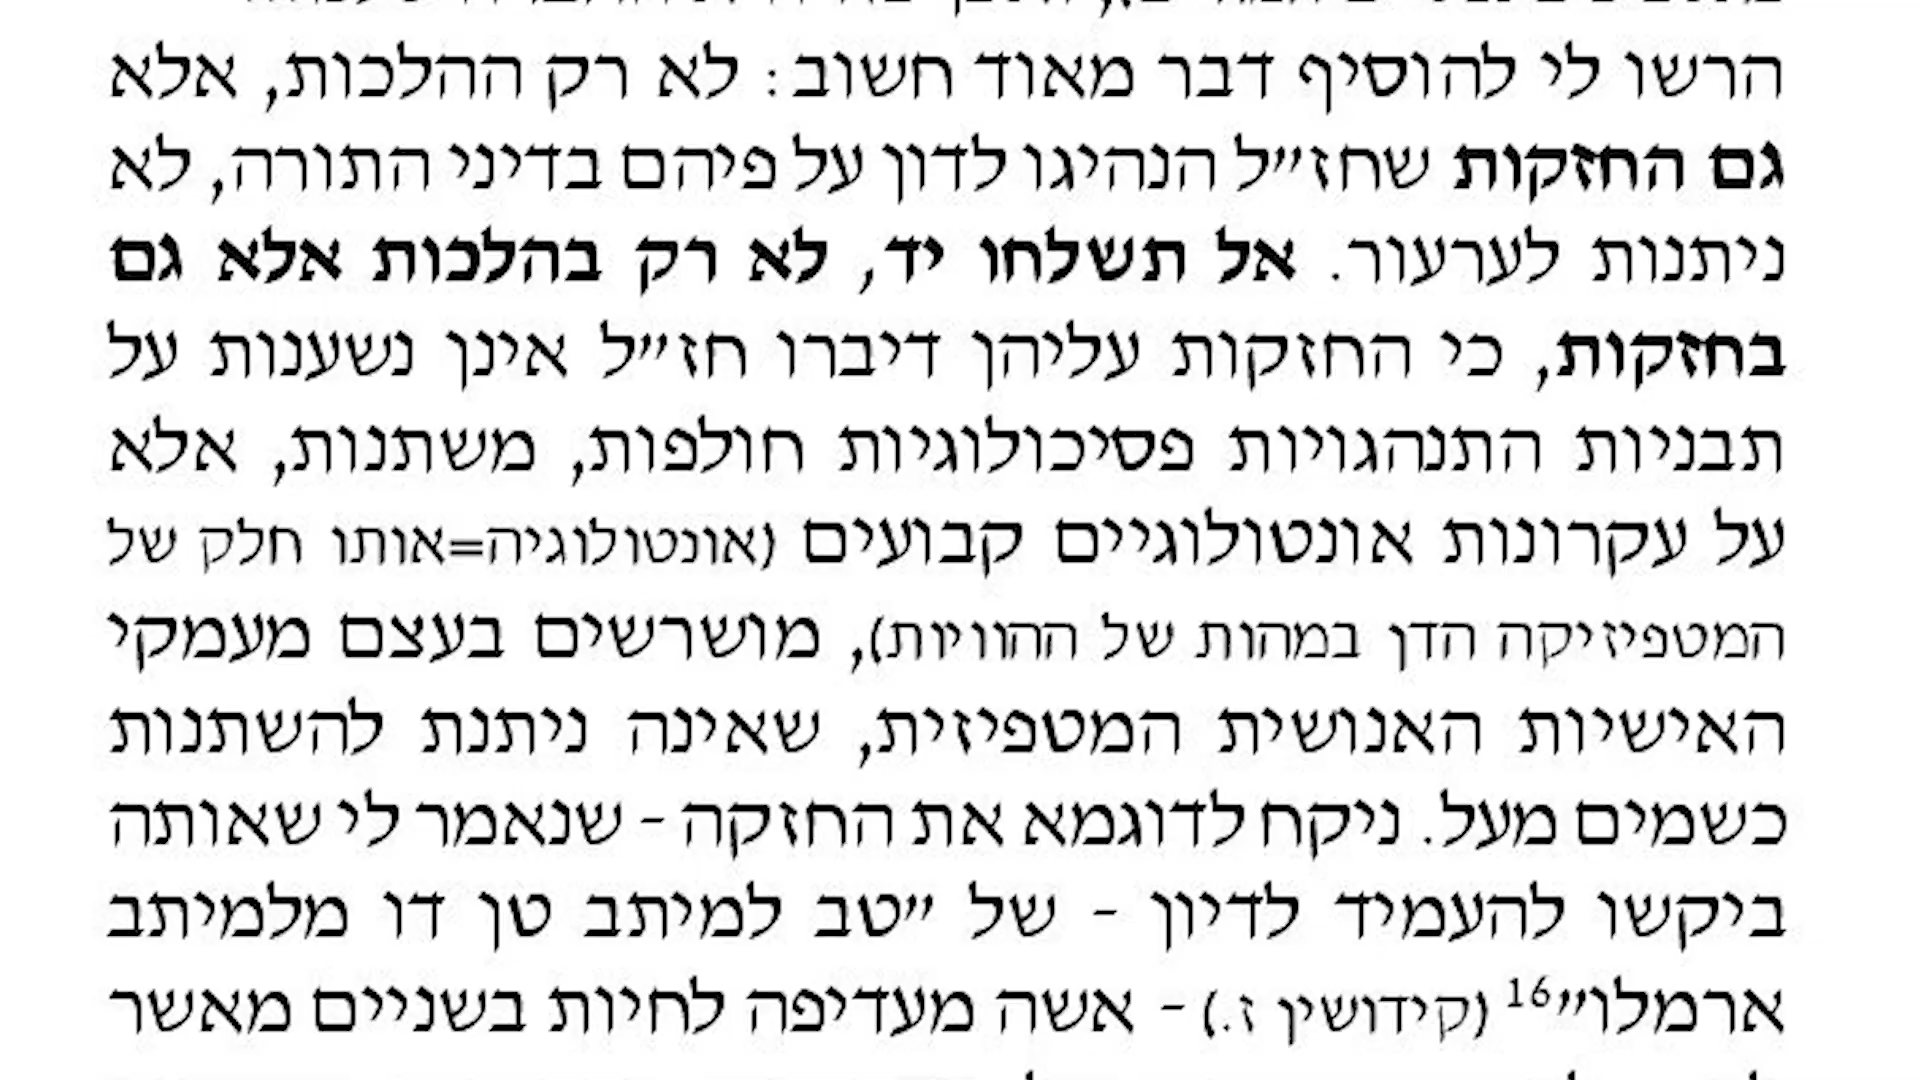 הרשו לי להוסיף דבר מאוד חשוב: לא רק ההלכות, אלא
גם החזקות שחז״ל הנהיגו לדון על פיהם בדיני התורה, לא
ניתנות לערעור. אל תשלחו יד, לא רק בהלכות אלא גם
בחזקות, כי החזקות עליהן דיברו חז״ל אינן נשענות על
תבניות התנהגויות פסיכולוגיות חולפות, משתנות, אלא
על עקרונות אונטולוגיים קבועים (אונטולוגיה=אותו חלק של
המטפיזיקה הדן במהות של ההוויות), מושרשים בעצם מעמקי
האישיות האנושית המטפיזית, שאינה ניתנת להשתנות
כשמים מעל. ניקח לדוגמא את החזקה - שנאמר לי שאותה
ביקשו להעמיד לדיון - של ״טב למיתב טן דו מלמיתב
ארמלו״16 (קידושין ז.) - אשה מעדיפה לחיות בשניים מאשר